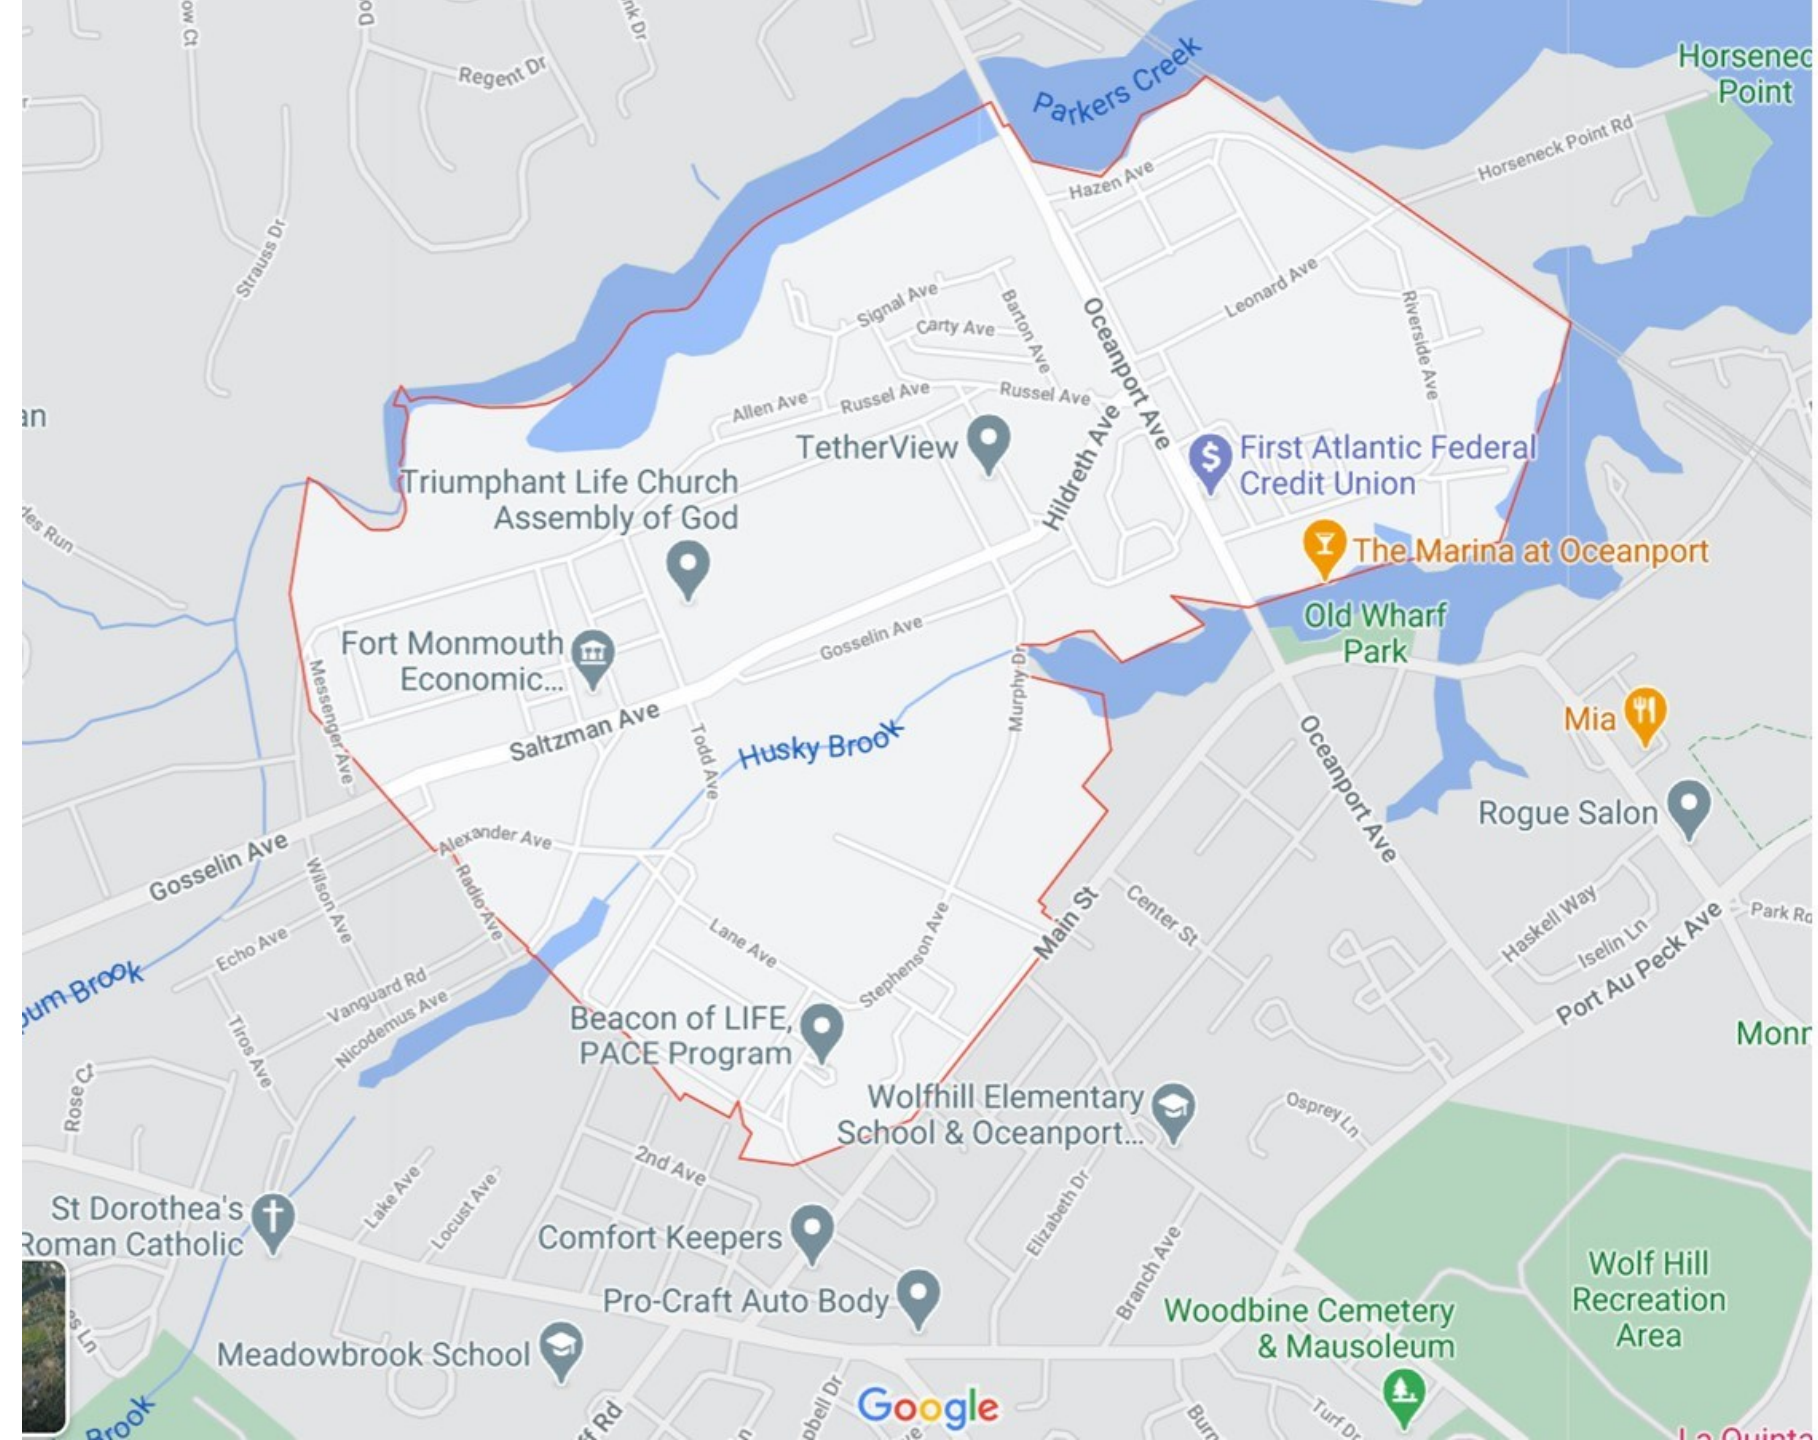 Regent Dr
Strauss Dr
Parkers Creek
Horseneck Point Rd
Point
Hazen Ave
Leonard Ave
Riverside Ave
Signal Ave
Carty Ave
Barton Ave
Oceanport Ave
Allen Ave
Russel Ave
Russel Ave
Hildreth Ave
TetherView
First Atlantic Federal
Credit Union
Triumphant Life Church
Assembly of God
The Marina at Oceanport
Old Wharf
Park
Fort Monmouth
Economic...
Gosselin Ave
Messenger Ave
Saltzman Ave
Todd Ave
Husky Brook
Murphy Dr
Mia
Oceanport Ave
Rogue Salon
Gosselin Ave
Alexander Ave
Radio Ave
Wilson Ave
Echo Ave
Vanguard Rd
Nicodemus Ave
Tiros Ave
Lane Ave
Stephenson Ave
Main St
Center St
Haskell Way
Iselin Ln
Port Au Peck Ave
Park Rd
Brook
Beacon of LIFE,
PACE Program
Rose Ct
Wolfhill Elementary
School & Oceanport...
Osprey Ln
2nd Ave
Lake Ave
Locust Ave
Elizabeth Dr
Branch Ave
St Dorothea's
Roman Catholic
Comfort Keepers
Pro-Craft Auto Body
Meadowbrook School
Woodbine Cemetery
& Mausoleum
Wolf Hill
Recreation
Area
Turf Dr
Brook
Rd
Google